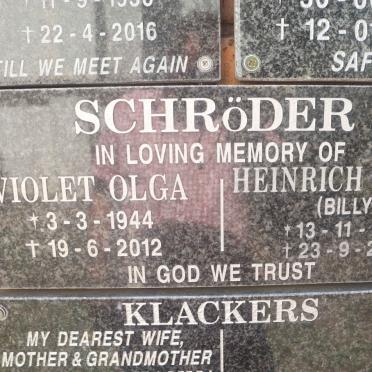 † 22-4-2016
TILL WE MEET AGAIN
† 12-0
SAF
SCHRöDER
IN LOVING MEMORY OF
VIOLET OLGA
* 3-3-1944
† 19-6-2012
HEINRICH
(BILLY
* 13-11-
† 23-9-2
IN GOD WE TRUST
KLACKERS
MY DEAREST WIFE,
MOTHER & GRANDMOTHER